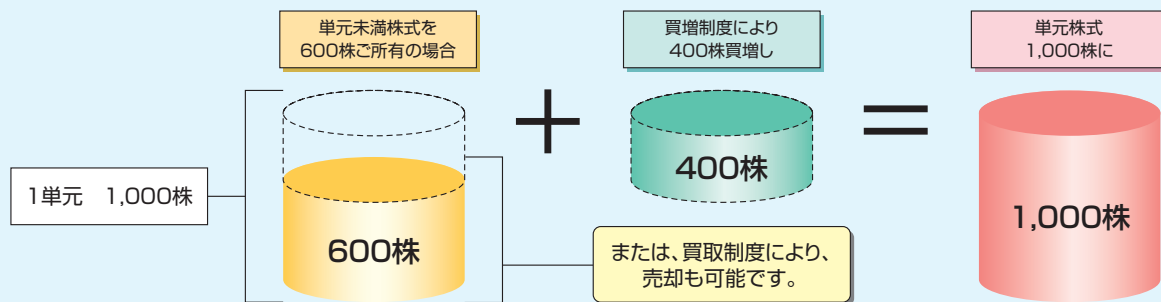 単元未満株式を
600株ご所有の場合
買増制度により
400株買増し
単元株式
1,000株に
1単元　1,000株
600株
＋
400株
＝
1,000株
または、買取制度により、
売却も可能です。